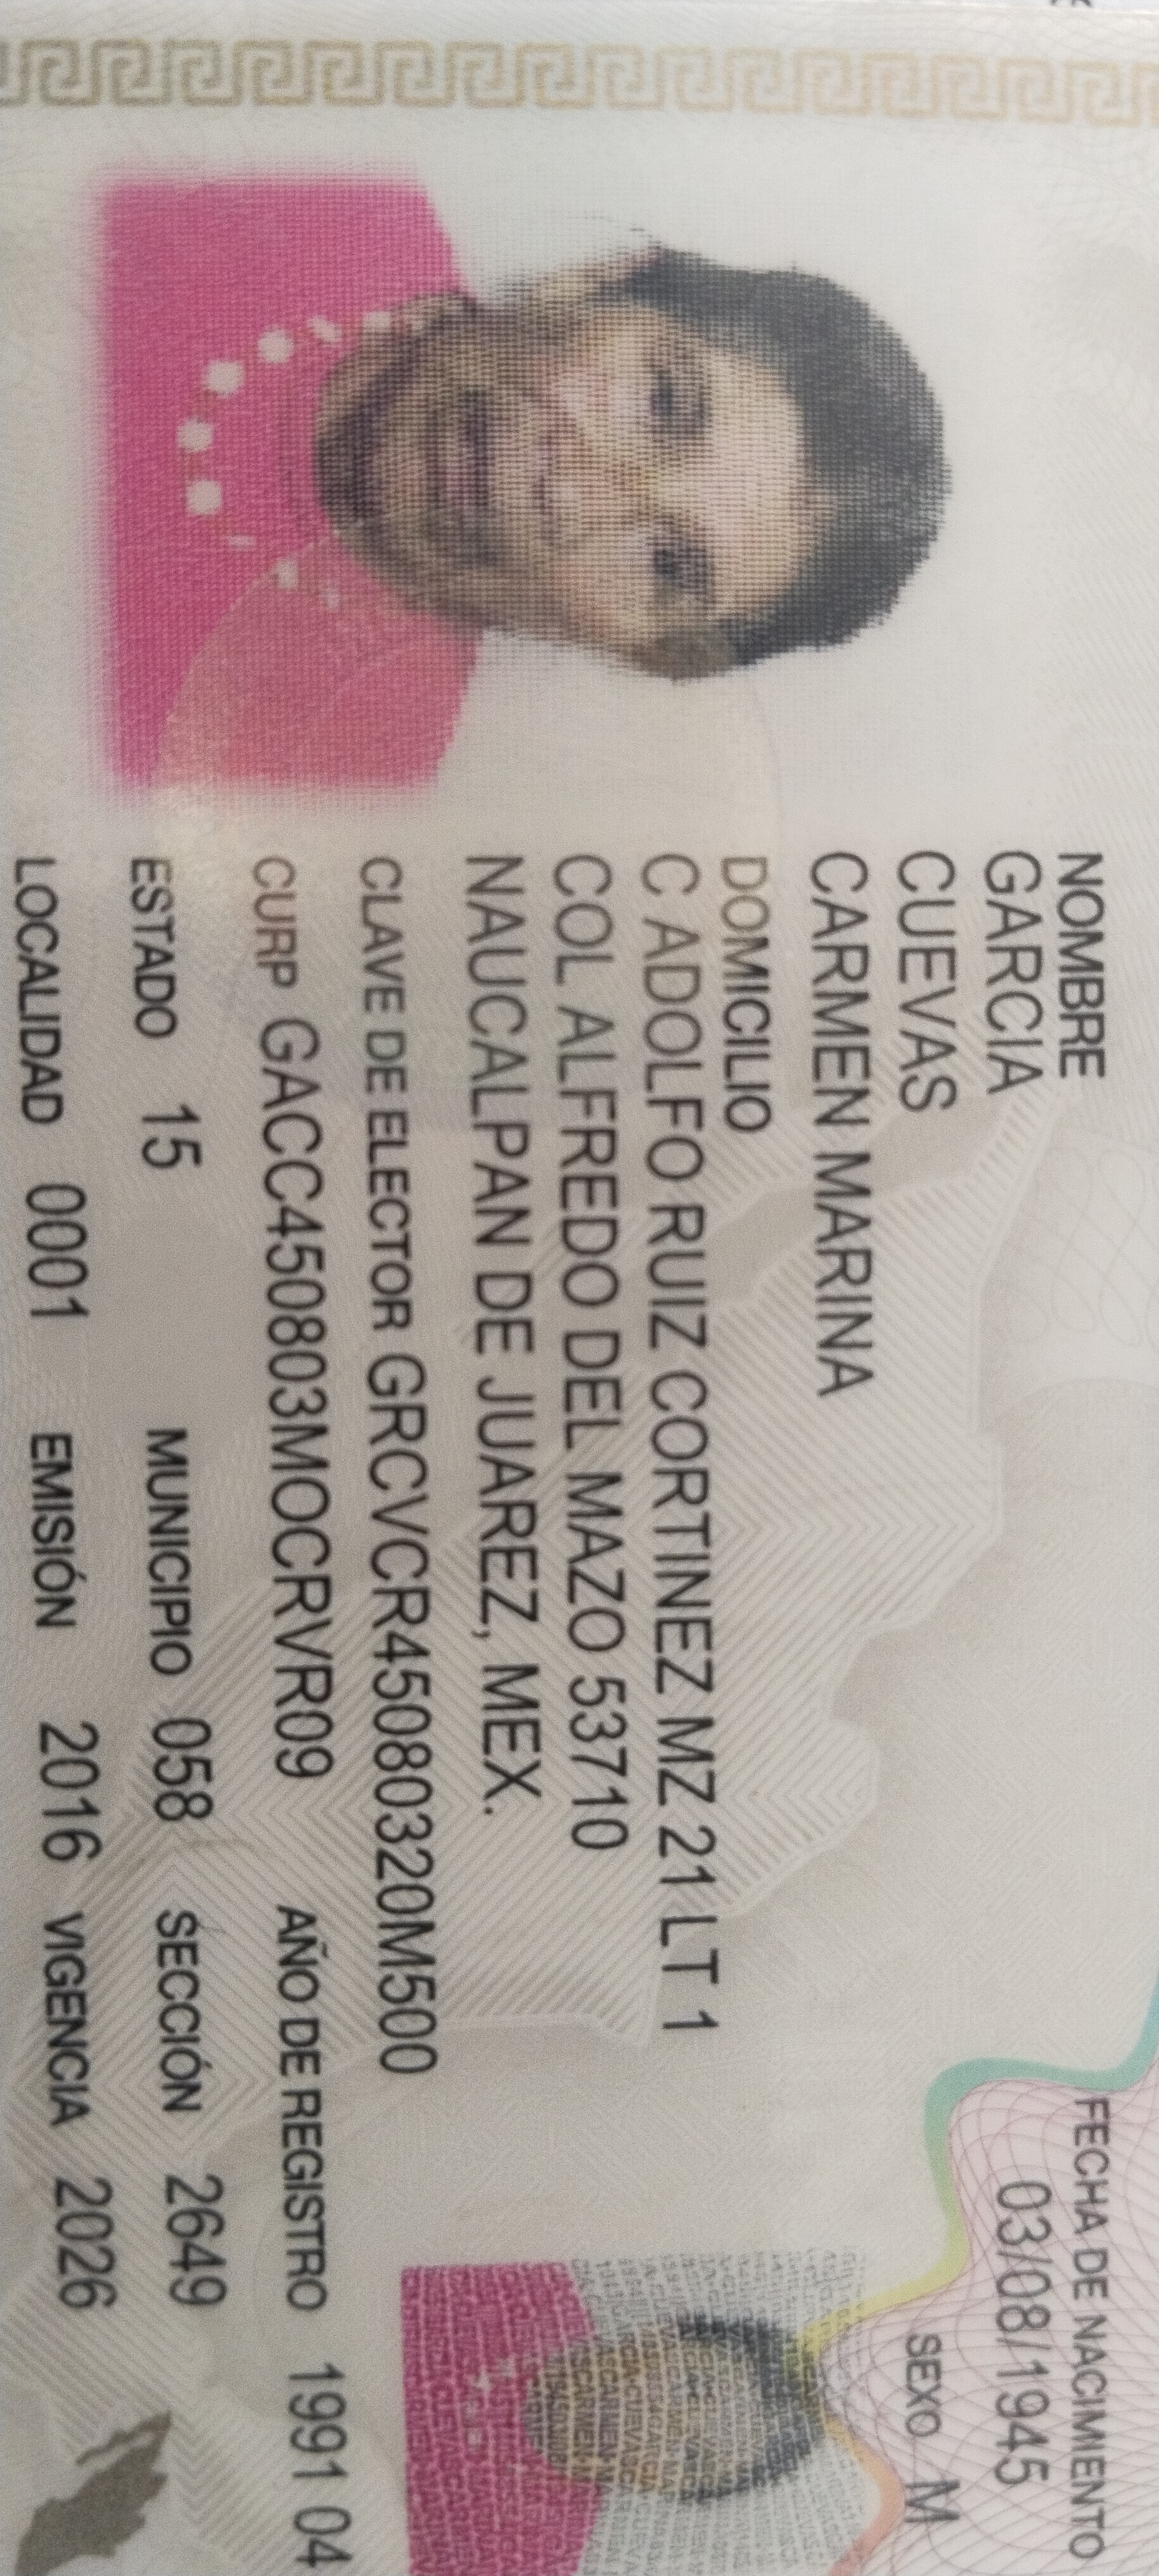 NOMBRE
GARCIA
CUEVAS
CARMEN MARINA
DOMICILIO
C ADOLFO RUIZ CORTINEZ MZ 21 LT 1
COL ALFREDO DEL MAZO 53710
NAUCALPAN DE JUAREZ, MEX.
FECHA DE NACIMIENTO
03/08/1945
SEXO M
CLAVE DE ELECTOR GRCVCR45080320M500
CURP GACC450803MOCRVR09 AÑO DE REGISTRO 1991 04
ESTADO 15 MUNICIPIO 058 SECCIÓN 2649
LOCALIDAD 0001 EMISIÓN 2016 VIGENCIA 2026